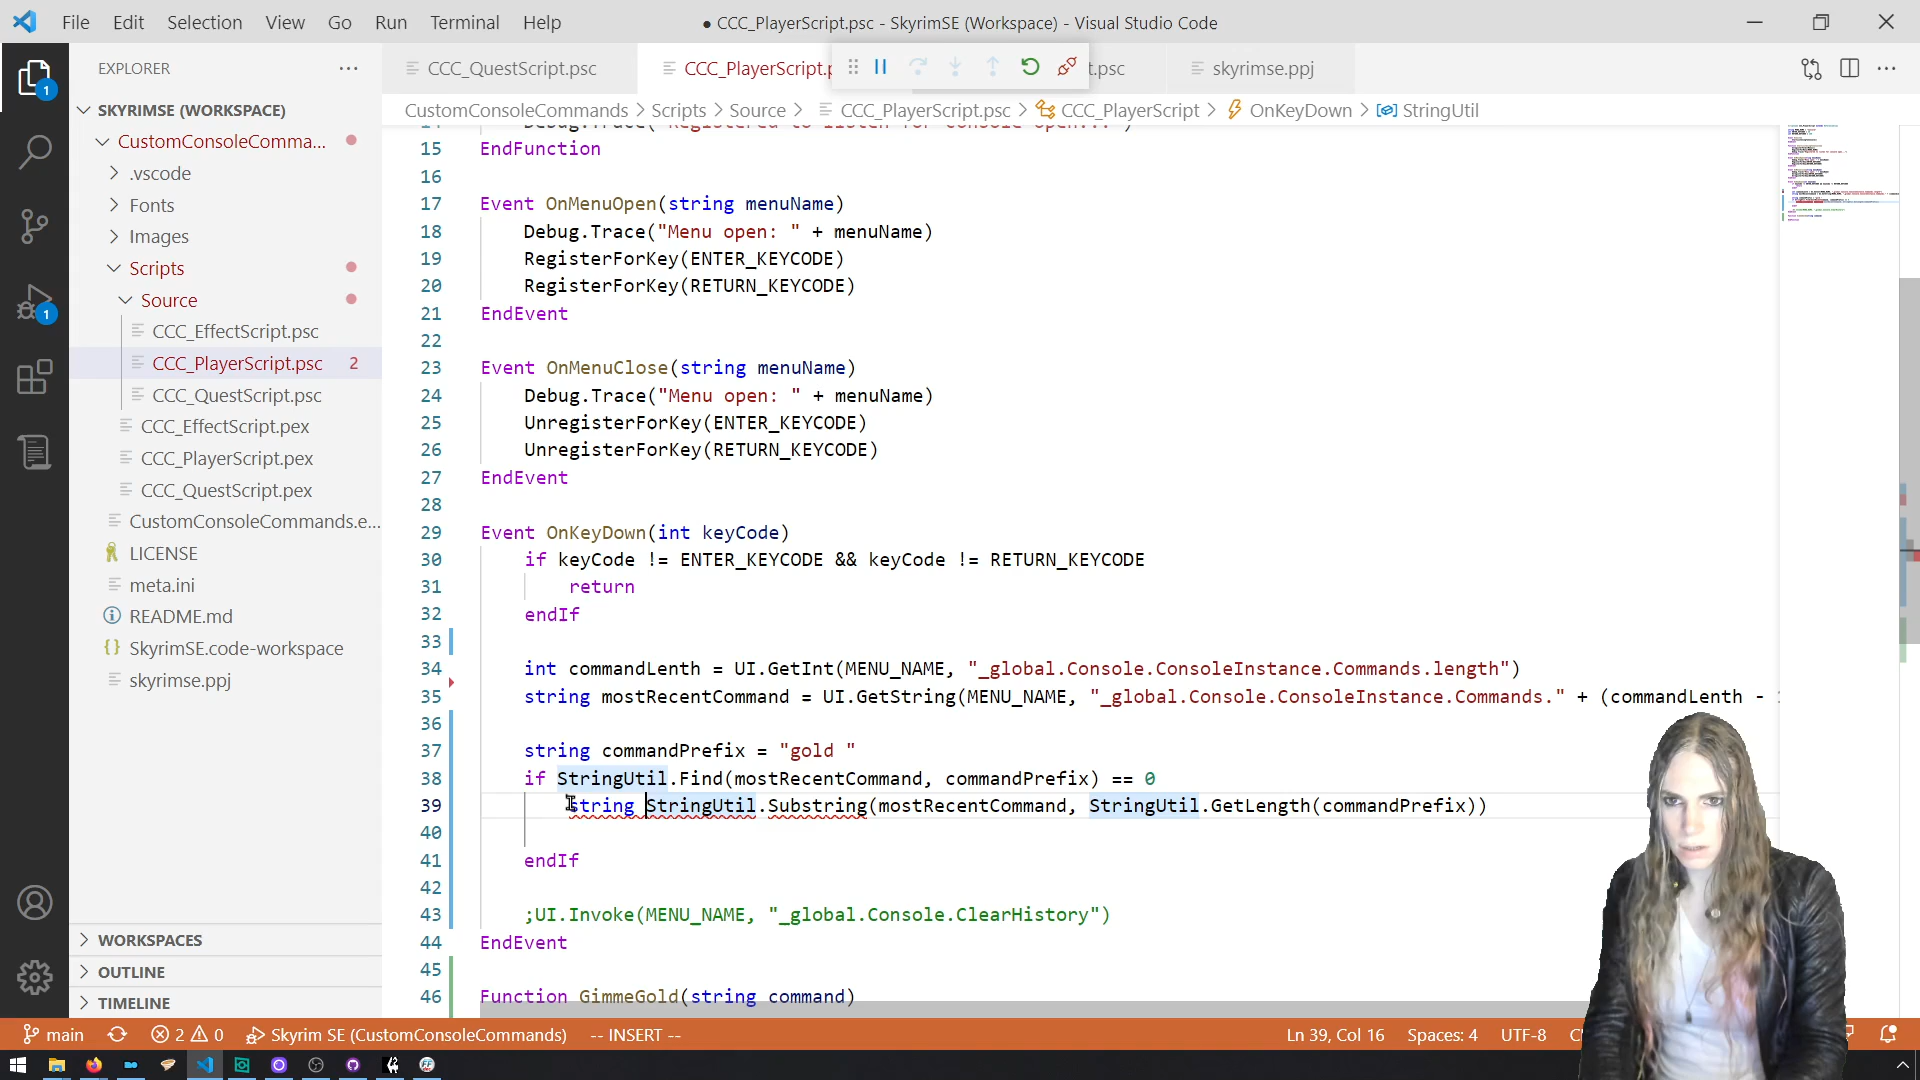 File Edit Selection View Go Run Terminal Help
● CCC_PlayerScript.psc - SkyrimSE (Workspace) - Visual Studio Code
EXPLORER
CCC_QuestScript.psc
CCC_PlayerScript.p
t.psc
skyrimse.ppj
CustomConsoleCommands > Scripts > Source > CCC_PlayerScript.psc > CCC_PlayerScript > OnKeyDown > StringUtil
SKYRIMSE (WORKSPACE)
CustomConsoleComma...
.vscode
Fonts
Images
Scripts
Source
CCC_EffectScript.psc
CCC_PlayerScript.psc 2
CCC_QuestScript.psc
CCC_EffectScript.pex
CCC_PlayerScript.pex
CCC_QuestScript.pex
CustomConsoleCommands.e...
LICENSE
meta.ini
README.md
SkyrimSE.code-workspace
skyrimse.ppj
WORKSPACES
OUTLINE
TIMELINE
1
1
14 Debug.Trace("Registered to listen for Console open...")
15 EndFunction
16
17 Event OnMenuOpen(string menuName)
18 Debug.Trace("Menu open: " + menuName)
19 RegisterForKey(ENTER_KEYCODE)
20 RegisterForKey(RETURN_KEYCODE)
21 EndEvent
22
23 Event OnMenuClose(string menuName)
24 Debug.Trace("Menu open: " + menuName)
25 UnregisterForKey(ENTER_KEYCODE)
26 UnregisterForKey(RETURN_KEYCODE)
27 EndEvent
28
29 Event OnKeyDown(int keyCode)
30 if keyCode != ENTER_KEYCODE && keyCode != RETURN_KEYCODE
31 return
32 endIf
33
34 int commandLenth = UI.GetInt(MENU_NAME, "_global.Console.ConsoleInstance.Commands.length")
35 string mostRecentCommand = UI.GetString(MENU_NAME, "_global.Console.ConsoleInstance.Commands." + (commandLenth -
36
37 string commandPrefix = "gold "
38 if StringUtil.Find(mostRecentCommand, commandPrefix) == 0
39 string StringUtil.Substring(mostRecentCommand, StringUtil.GetLength(commandPrefix))
40
41 endIf
42
43 ;UI.Invoke(MENU_NAME, "_global.Console.ClearHistory")
44 EndEvent
45
46 Function GimmeGold(string command)
main 2 0 Skyrim SE (CustomConsoleCommands) -- INSERT -- Ln 39, Col 16 Spaces: 4 UTF-8